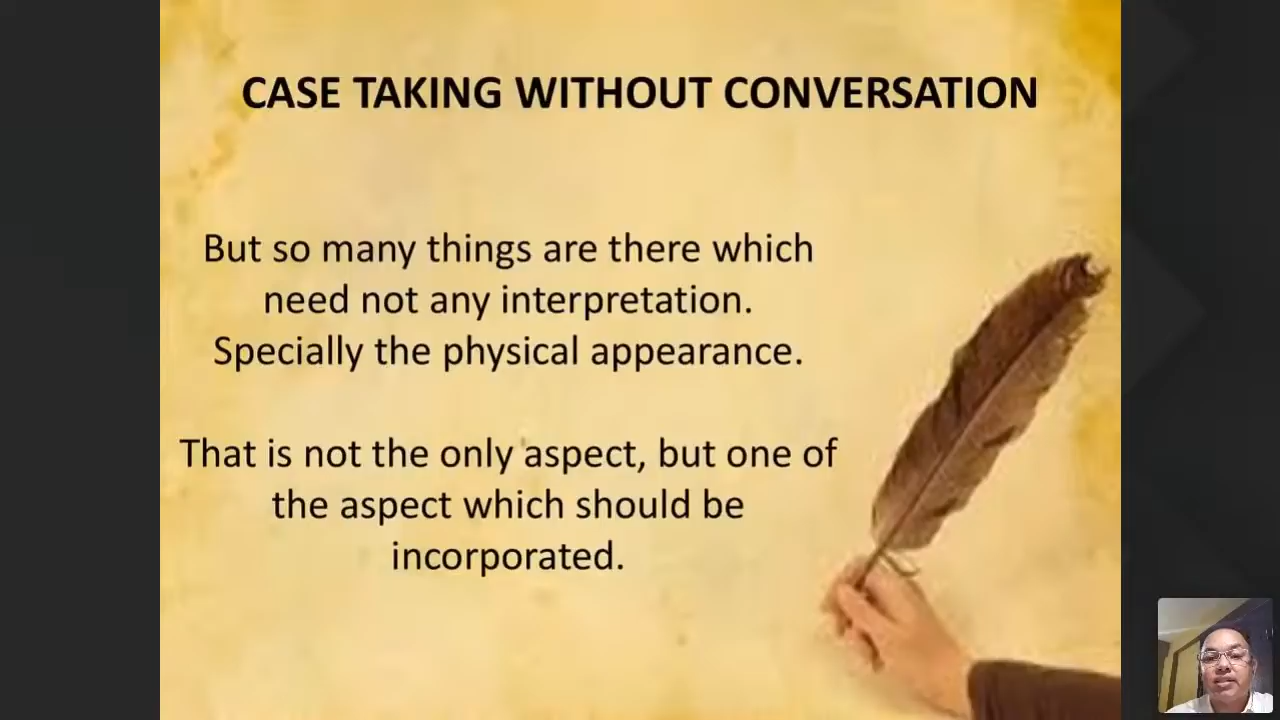 CASE TAKING WITHOUT CONVERSATION
But so many things are there which
need not any interpretation.
Specially the physical appearance.
That is not the only aspect, but one of
the aspect which should be
incorporated.